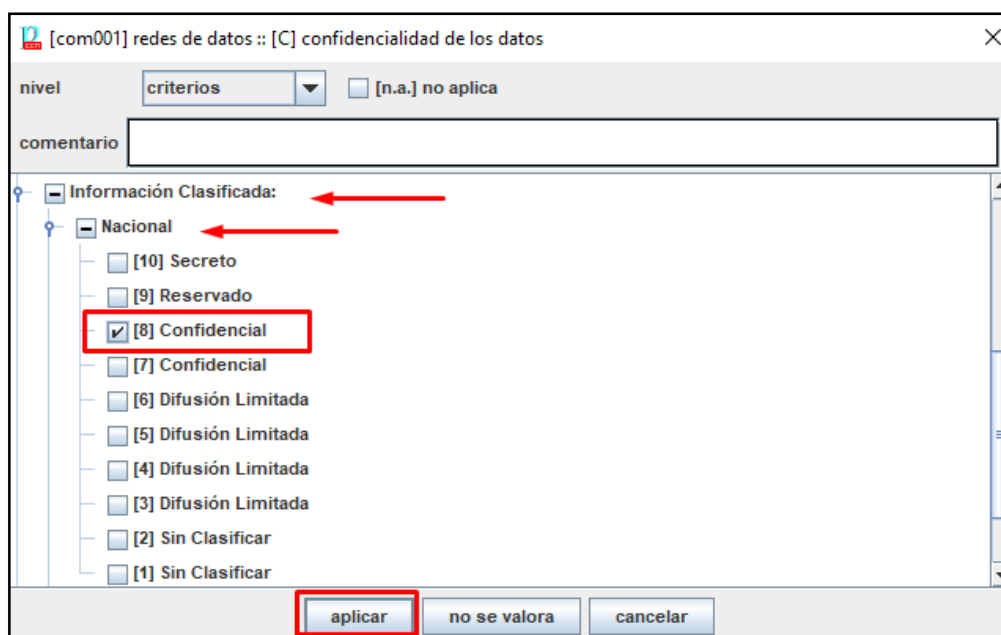 [com001] redes de datos :: [C] confidencialidad de los datos
nivel criterios [n.a.] no aplica
comentario
Información Clasificada:
Nacional
[10] Secreto
[9] Reservado
[8] Confidencial
[7] Confidencial
[6] Difusión Limitada
[5] Difusión Limitada
[4] Difusión Limitada
[3] Difusión Limitada
[2] Sin Clasificar
[1] Sin Clasificar
aplicar no se valora cancelar